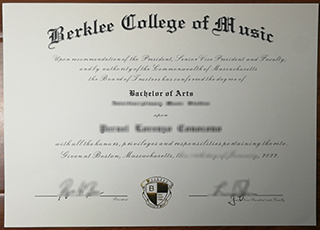 Berklee College of Music
Upon recommendation of the President, Senior Vice President and Faculty,
and by authority of the Commonwealth of Massachusetts
the Board of Trustees has conferred the degree of
Bachelor of Arts
upon
with all the honors, privileges and responsibilities pertaining thereto.
Given at Boston, Massachusetts,
President